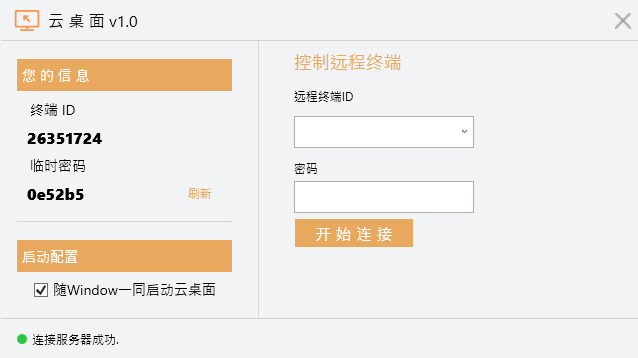 云 桌 面 v1.0
您 的 信 息
终端 ID
26351724
临时密码
0e52b5
刷新
启动配置
随Window一同启动云桌面
控制远程终端
远程终端ID
密码
开 始 连 接
连接服务器成功.